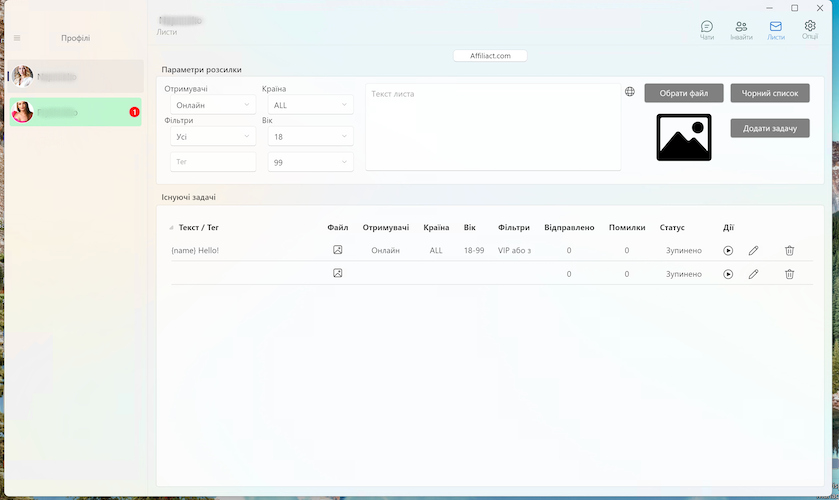 Профілі
Листи
Чати
Інвайти
Листи
Опції
1
Affiliact.com
Параметри розсилки
Отримувачі
Країна
Онлайн
ALL
Фільтри
Вік
Усі
18
Тег
99
Текст листа
Обрати файл
Чорний список
Додати задачу
Існуючі задачі
Текст / Тег Файл Отримувачі Країна Вік Фільтри Відправлено Помилки Статус Дії
{name} Hello! Онлайн ALL 18-99 VIP або з 0 0 Зупинено
0 0 Зупинено